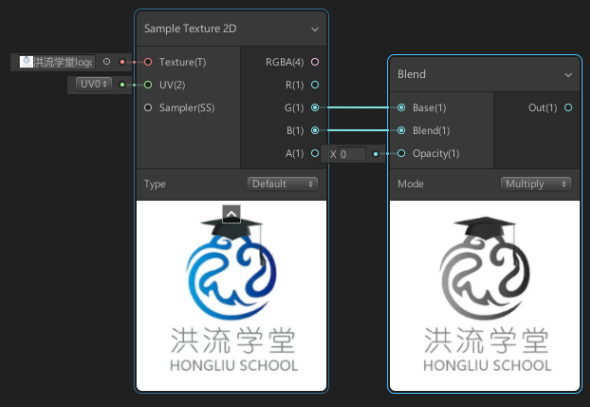 Sample Texture 2D
洪流学堂logo
Texture(T)
RGBA(4)
UV0
UV(2)
R(1)
Sampler(SS)
G(1)
B(1)
A(1)
Type
Default
洪流学堂
HONGLIU SCHOOL
Blend
Base(1)
Out(1)
Blend(1)
X 0
Opacity(1)
Mode
Multiply
洪流学堂
HONGLIU SCHOOL